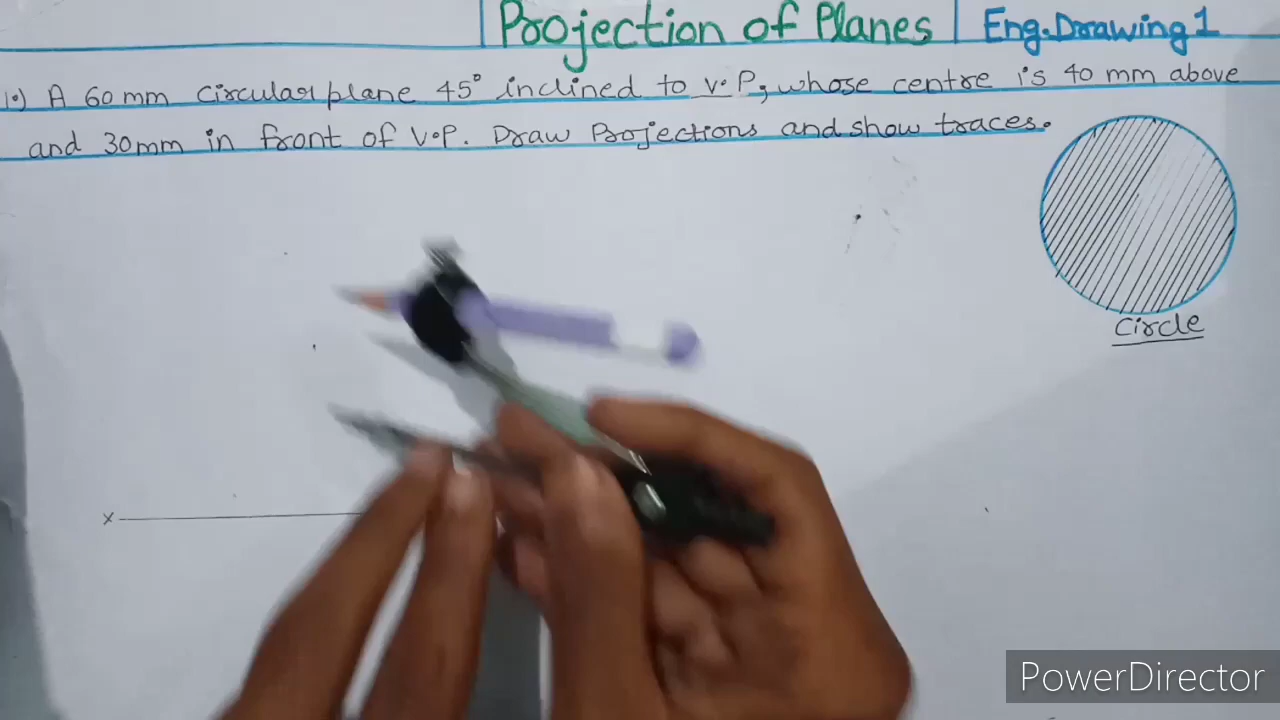 Projection of Planes | Eng.Drawing 1
1.) A 60 mm circular plane 45° inclined to V.P, whose centre is 40 mm above
and 30 mm in front of V.P. Draw Projections and show traces.
Circle
X
PowerDirector